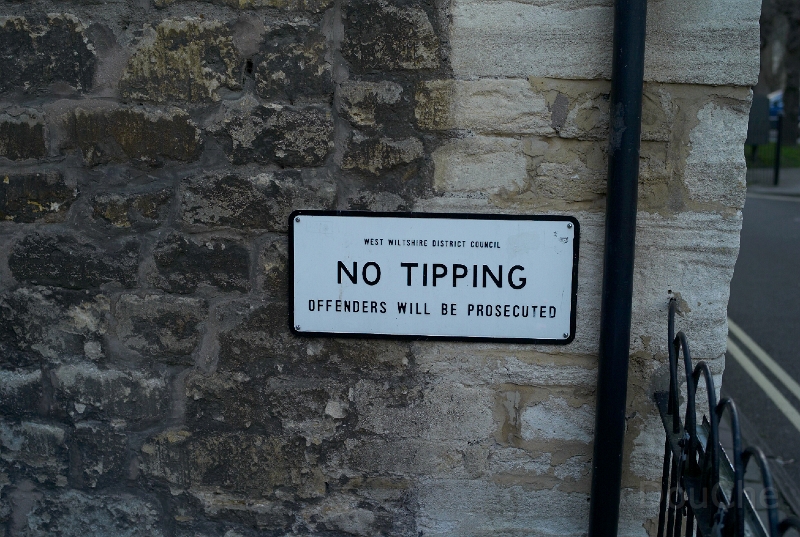 WEST WILTSHIRE DISTRICT COUNCIL
NO TIPPING
OFFENDERS WILL BE PROSECUTED